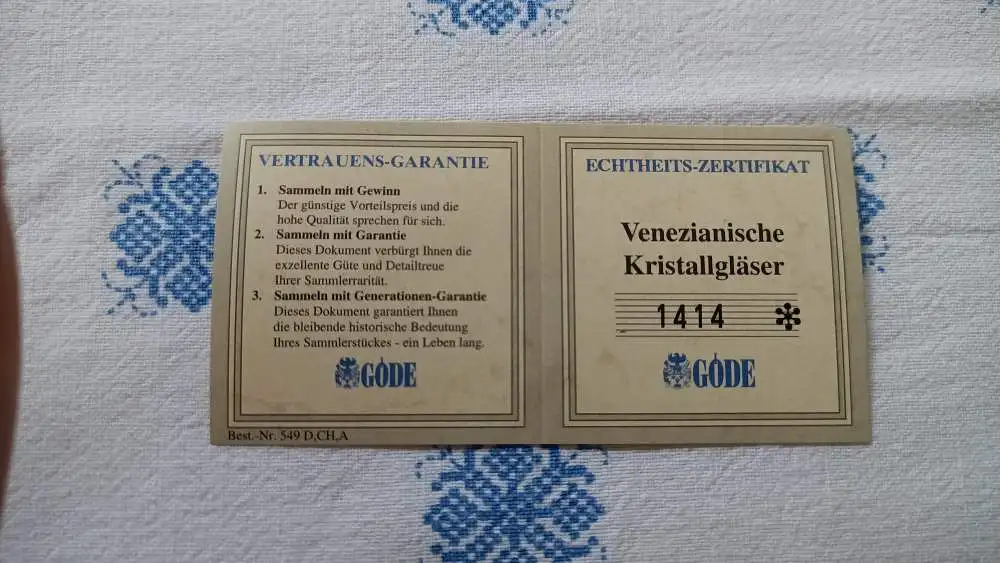 VERTRAUENS-GARANTIE
1. Sammeln mit Gewinn
Der günstige Vorteilspreis und die
hohe Qualität sprechen für sich.
2. Sammeln mit Garantie
Dieses Dokument verbürgt Ihnen die
exzellente Güte und Detailtreue
Ihrer Sammlerrarität.
3. Sammeln mit Generationen-Garantie
Dieses Dokument garantiert Ihnen
die bleibende historische Bedeutung
Ihres Sammlerstückes - ein Leben lang.
GÖDE
Best.-Nr. 549 D,CH,A
ECHTHEITS-ZERTIFIKAT
Venezianische
Kristallgläser
1414 *
GÖDE